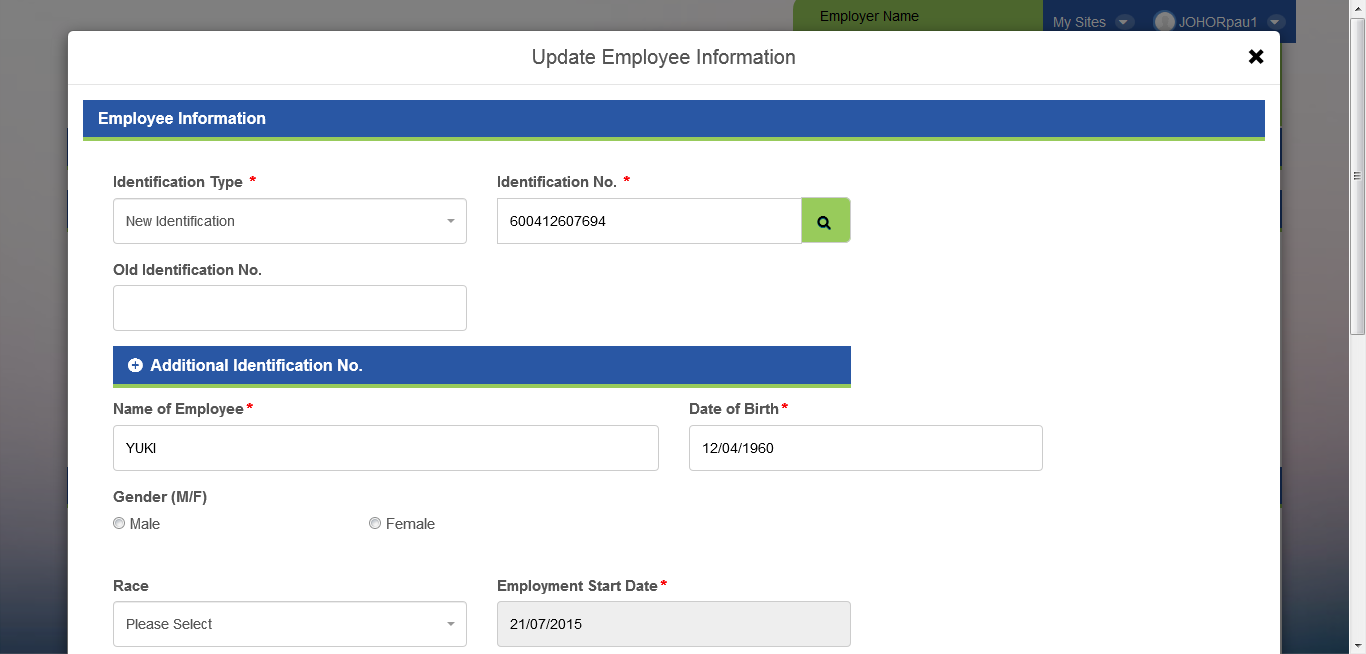 Employer Name
My Sites
JOHORpau1
Update Employee Information
Employee Information
Identification Type *
Identification No. *
New Identification
600412607694
Old Identification No.
Additional Identification No.
Name of Employee*
Date of Birth*
YUKI
12/04/1960
Gender (M/F)
Male
Female
Race
Employment Start Date*
Please Select
21/07/2015